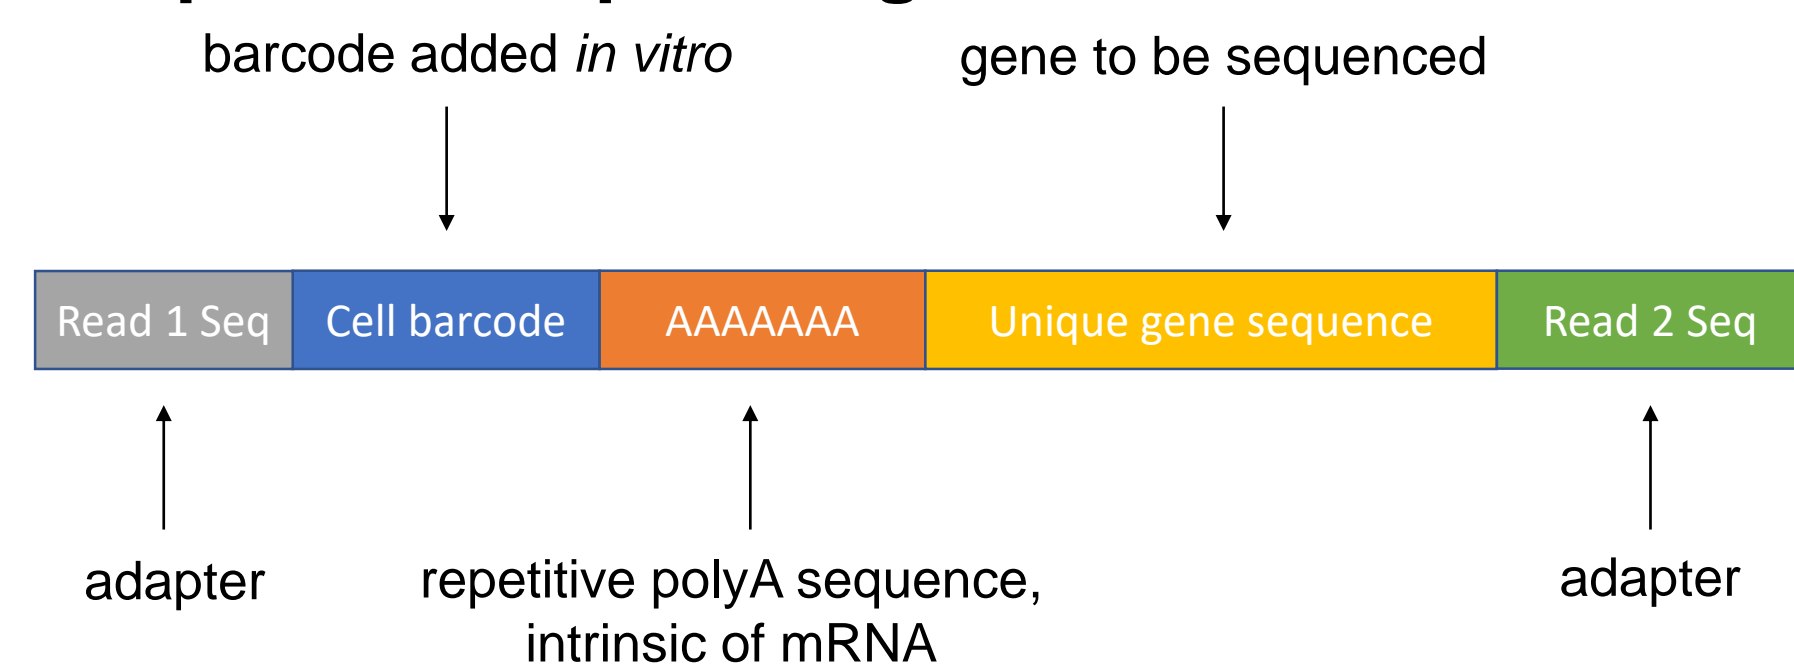 barcode added in vitro
gene to be sequenced
Read 1 Seq
Cell barcode
AAAAAAA
Unique gene sequence
Read 2 Seq
adapter
repetitive polyA sequence,
intrinsic of mRNA
adapter